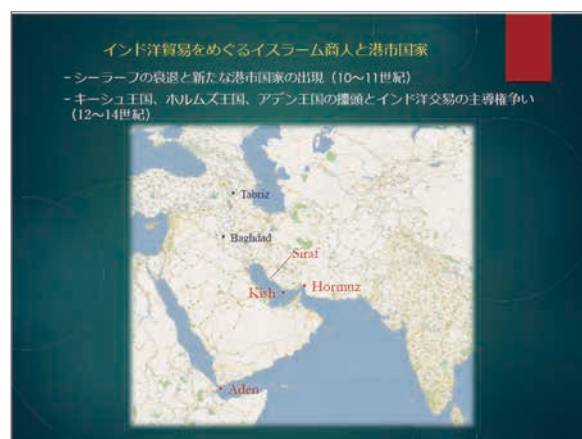 インド洋貿易をめぐるイスラーム商人と港市国家
- シーラーフの衰退と新たな港市国家の出現（10～11世紀）
- キーシュ王国、ホルムズ王国、アデン王国の擡頭とインド洋交易の主導権争い
（12～14世紀）
Tabriz
Baghdad
Siraf
Kish
Hormuz
Aden